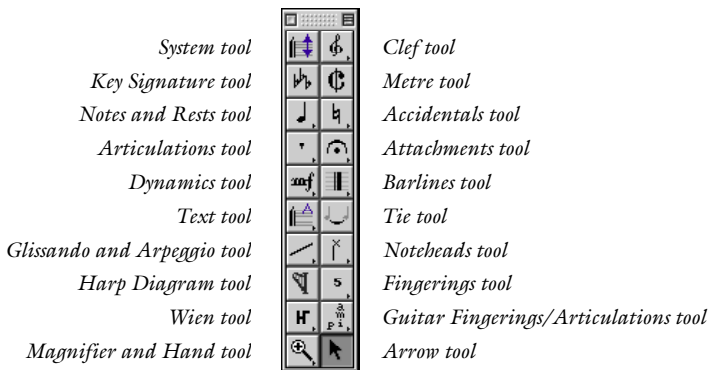 System tool Clef tool
Key Signature tool Metre tool
Notes and Rests tool Accidentals tool
Articulations tool Attachments tool
Dynamics tool mf Barlines tool
Text tool A Tie tool
Glissando and Arpeggio tool x Noteheads tool
Harp Diagram tool s Fingerings tool
Wien tool a m p i Guitar Fingerings/Articulations tool
Magnifier and Hand tool Arrow tool